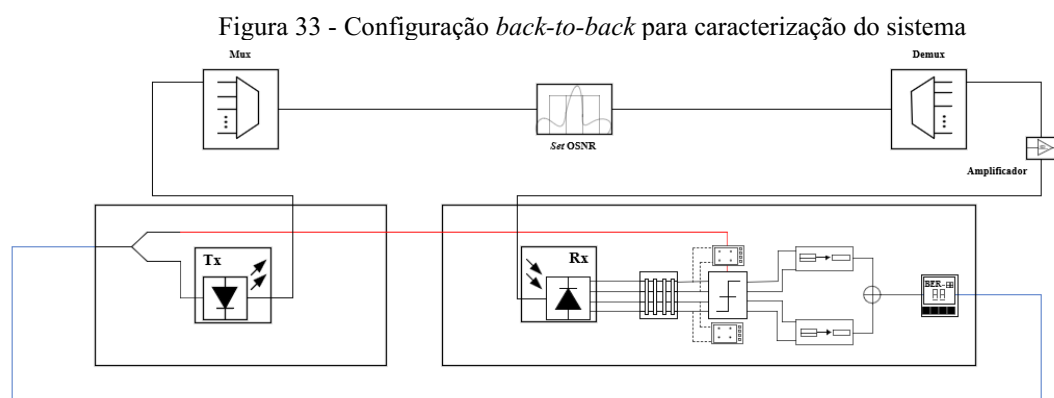 Figura 33 - Configuração back-to-back para caracterização do sistema
Mux
Demux
Set OSNR
Amplificador
Tx
Rx
BER